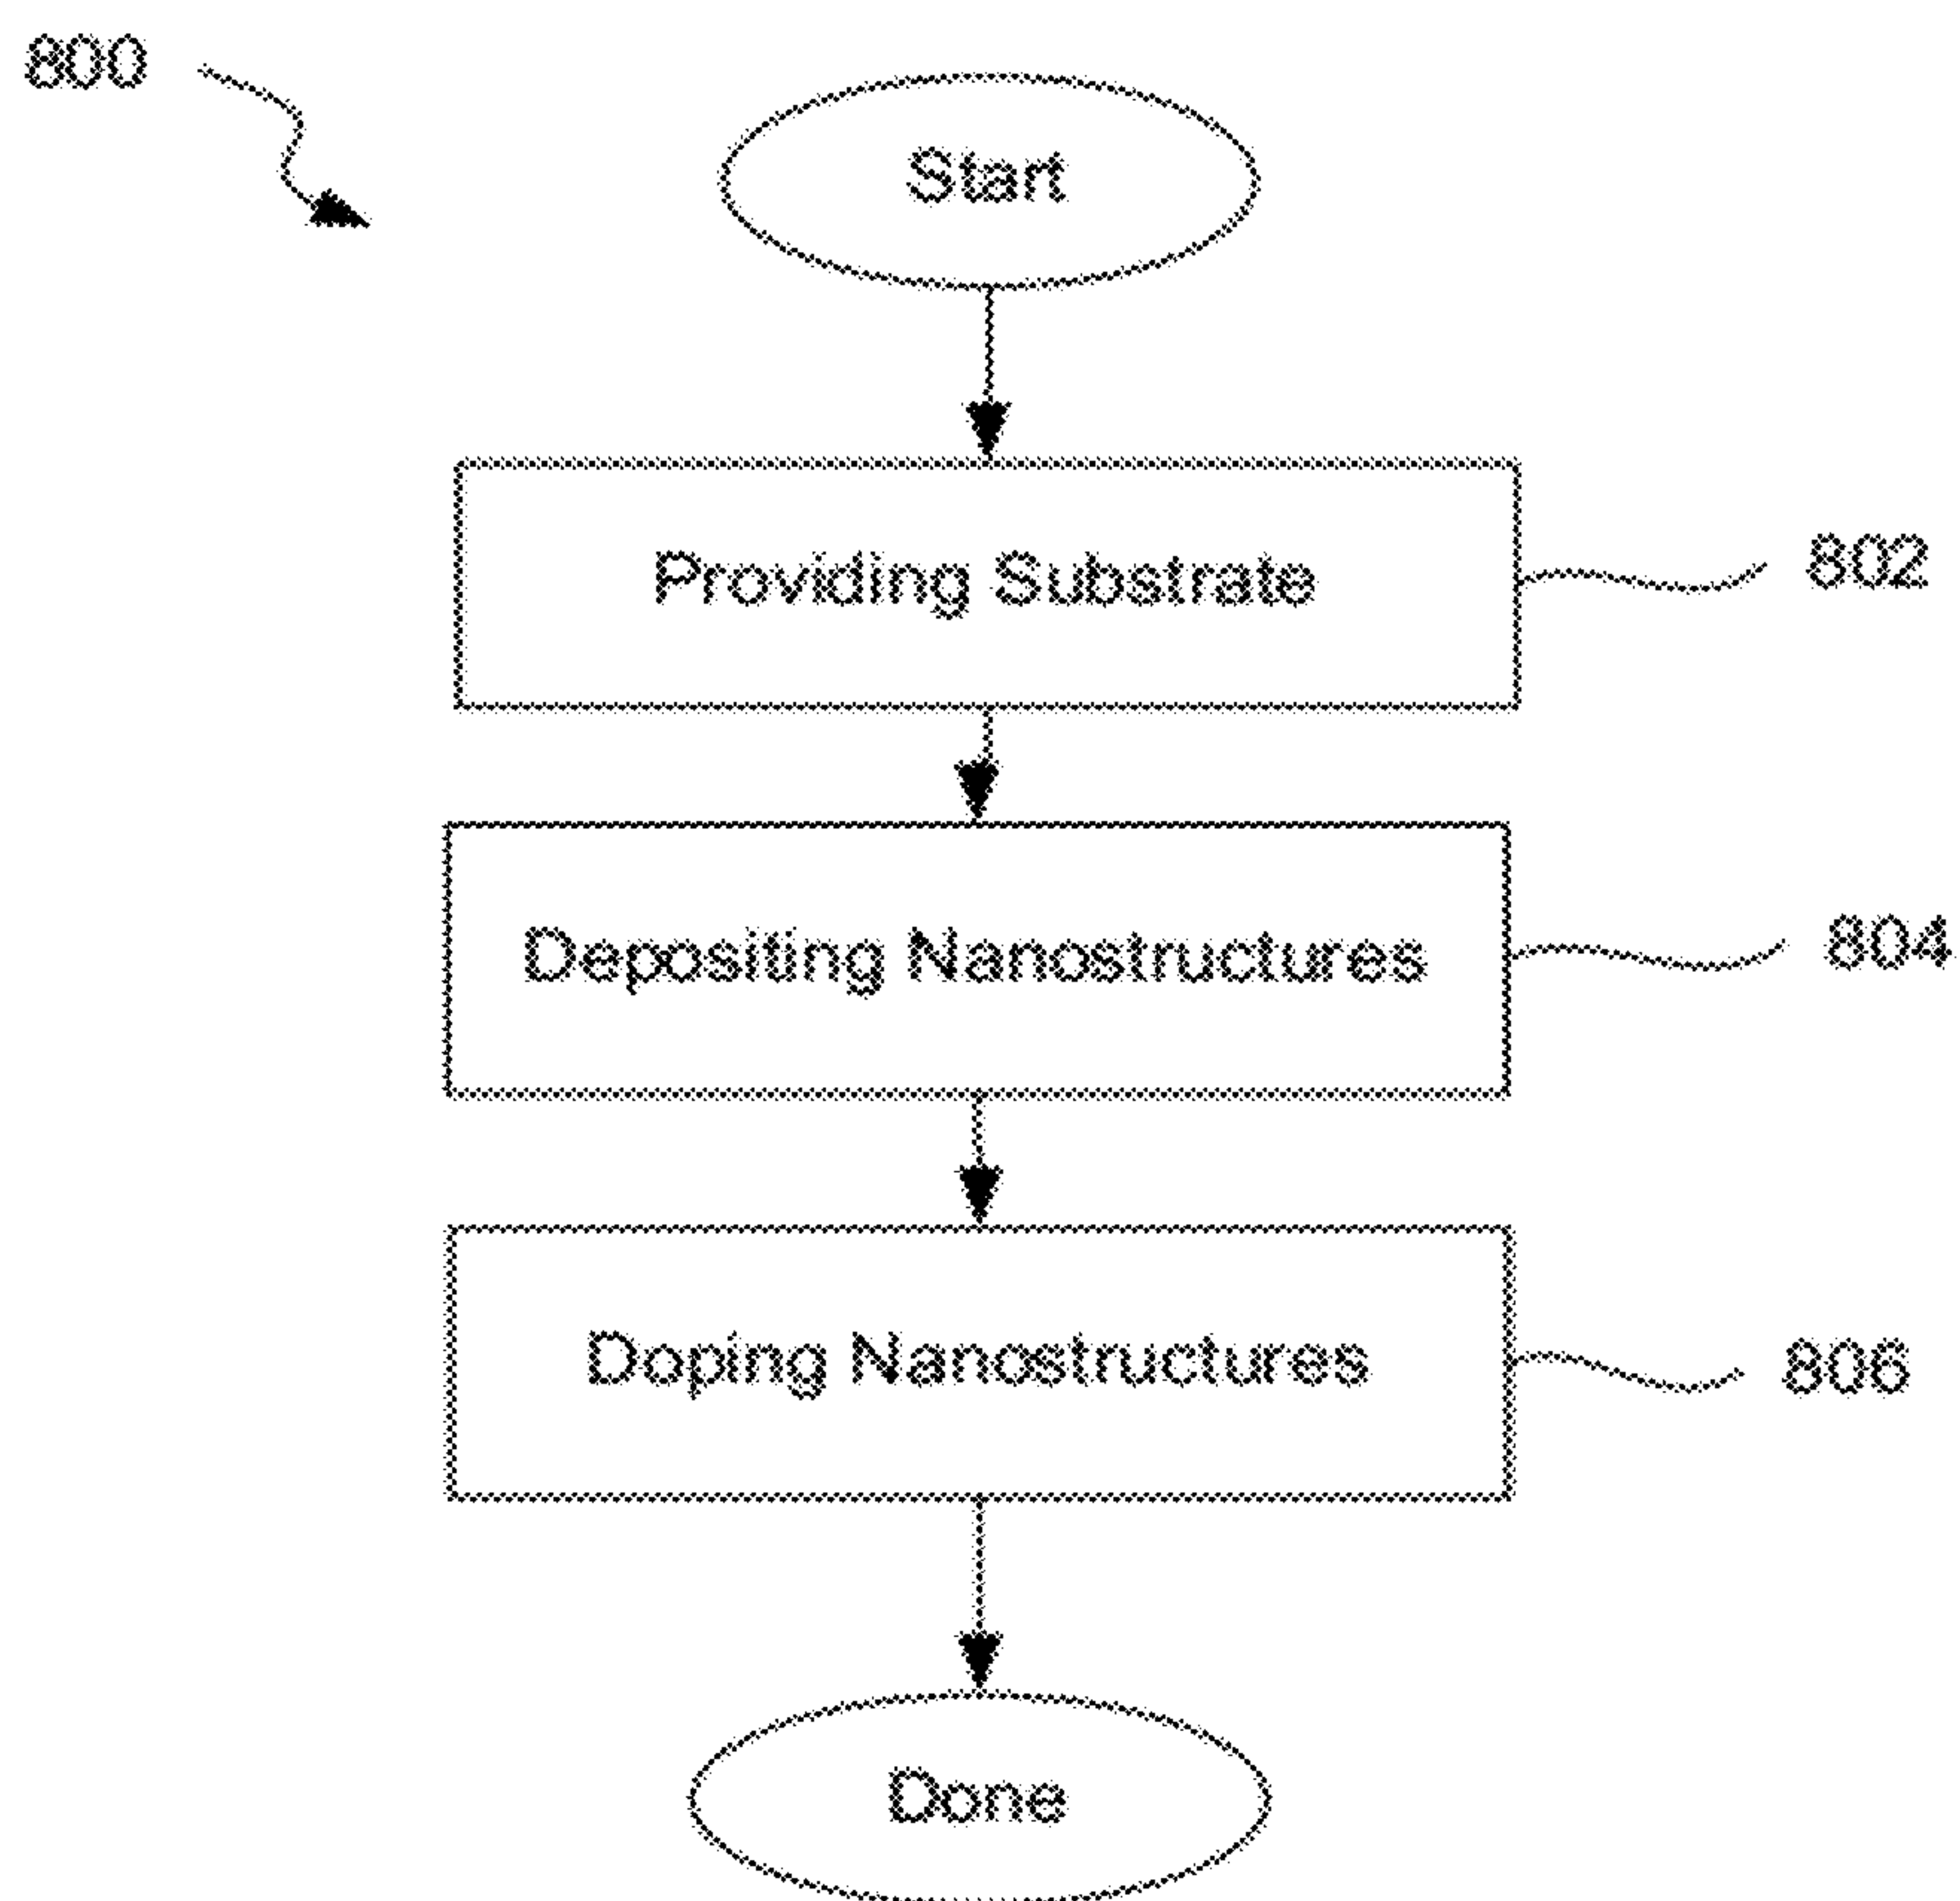 800
Start
Providing Substrate
802
Depositing Nanostructures
804
Doping Nanostructures
806
Done